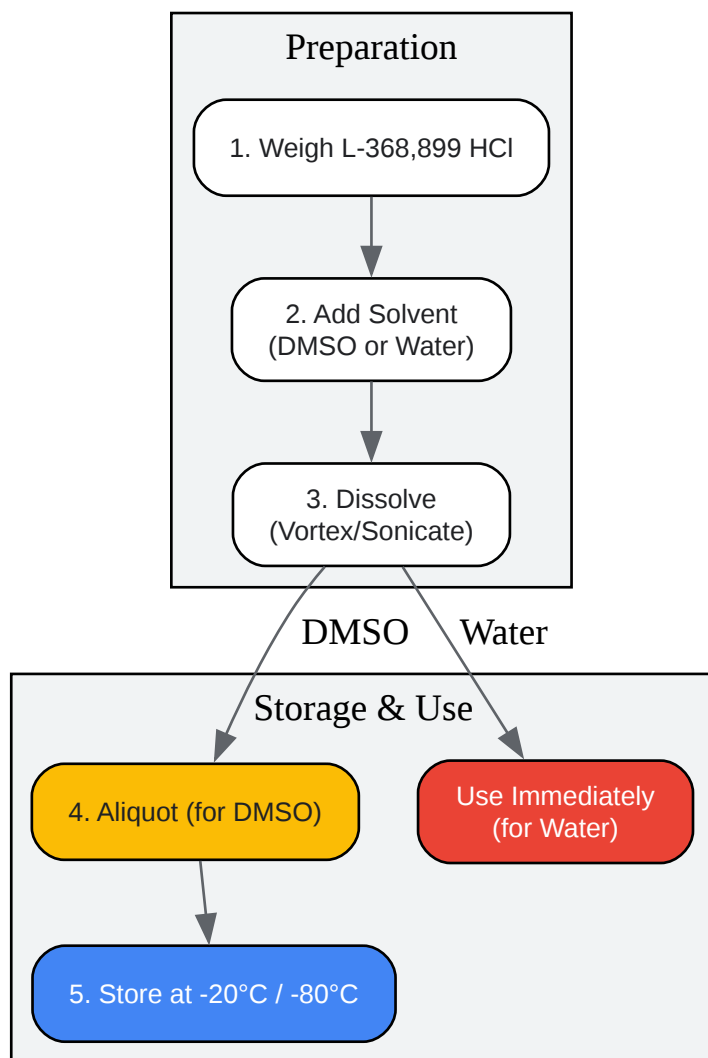 Preparation
1. Weigh L-368,899 HCl
2. Add Solvent
(DMSO or Water)
3. Dissolve
(Vortex/Sonicate)
DMSO
Water
Storage & Use
4. Aliquot (for DMSO)
Use Immediately
(for Water)
5. Store at -20°C / -80°C